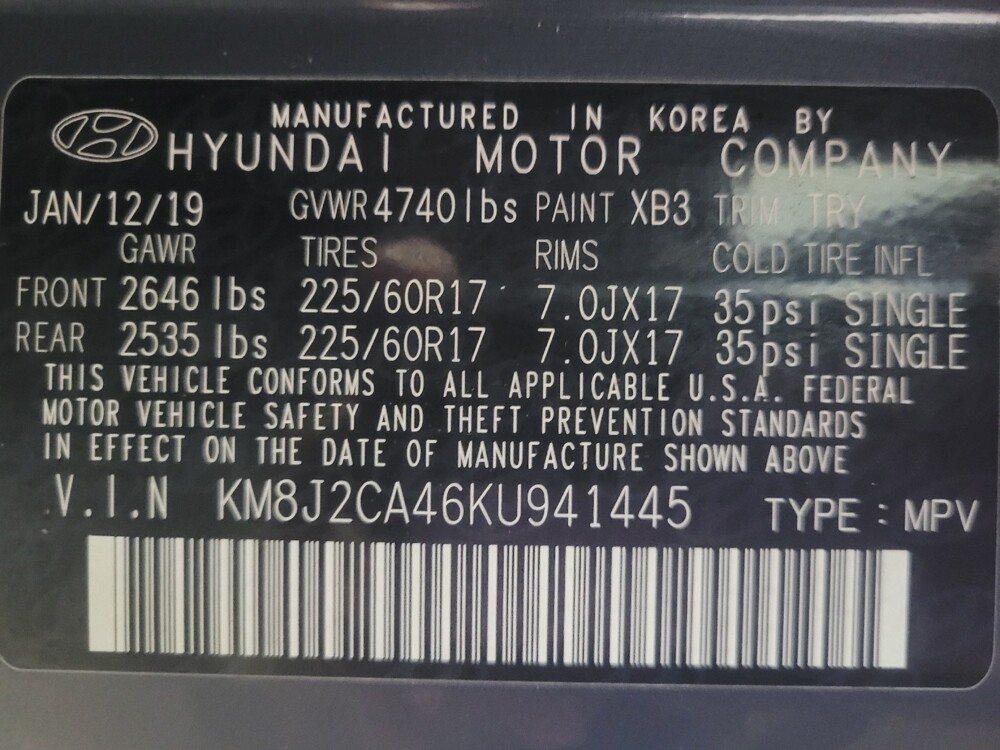 MANUFACTURED IN KOREA BY
HYUNDAI MOTOR COMPANY
JAN/12/19 GVWR 4740lbs PAINT XB3 TRIM TRY
GAWR TIRES RIMS COLD TIRE INFL
FRONT 2646 lbs 225/60R17 7.0JX17 35psi SINGLE
REAR 2535 lbs 225/60R17 7.0JX17 35psi SINGLE
THIS VEHICLE CONFORMS TO ALL APPLICABLE U.S.A. FEDERAL
MOTOR VEHICLE SAFETY AND THEFT PREVENTION STANDARDS
IN EFFECT ON THE DATE OF MANUFACTURE SHOWN ABOVE
V.I.N KM8J2CA46KU941445 TYPE : MPV